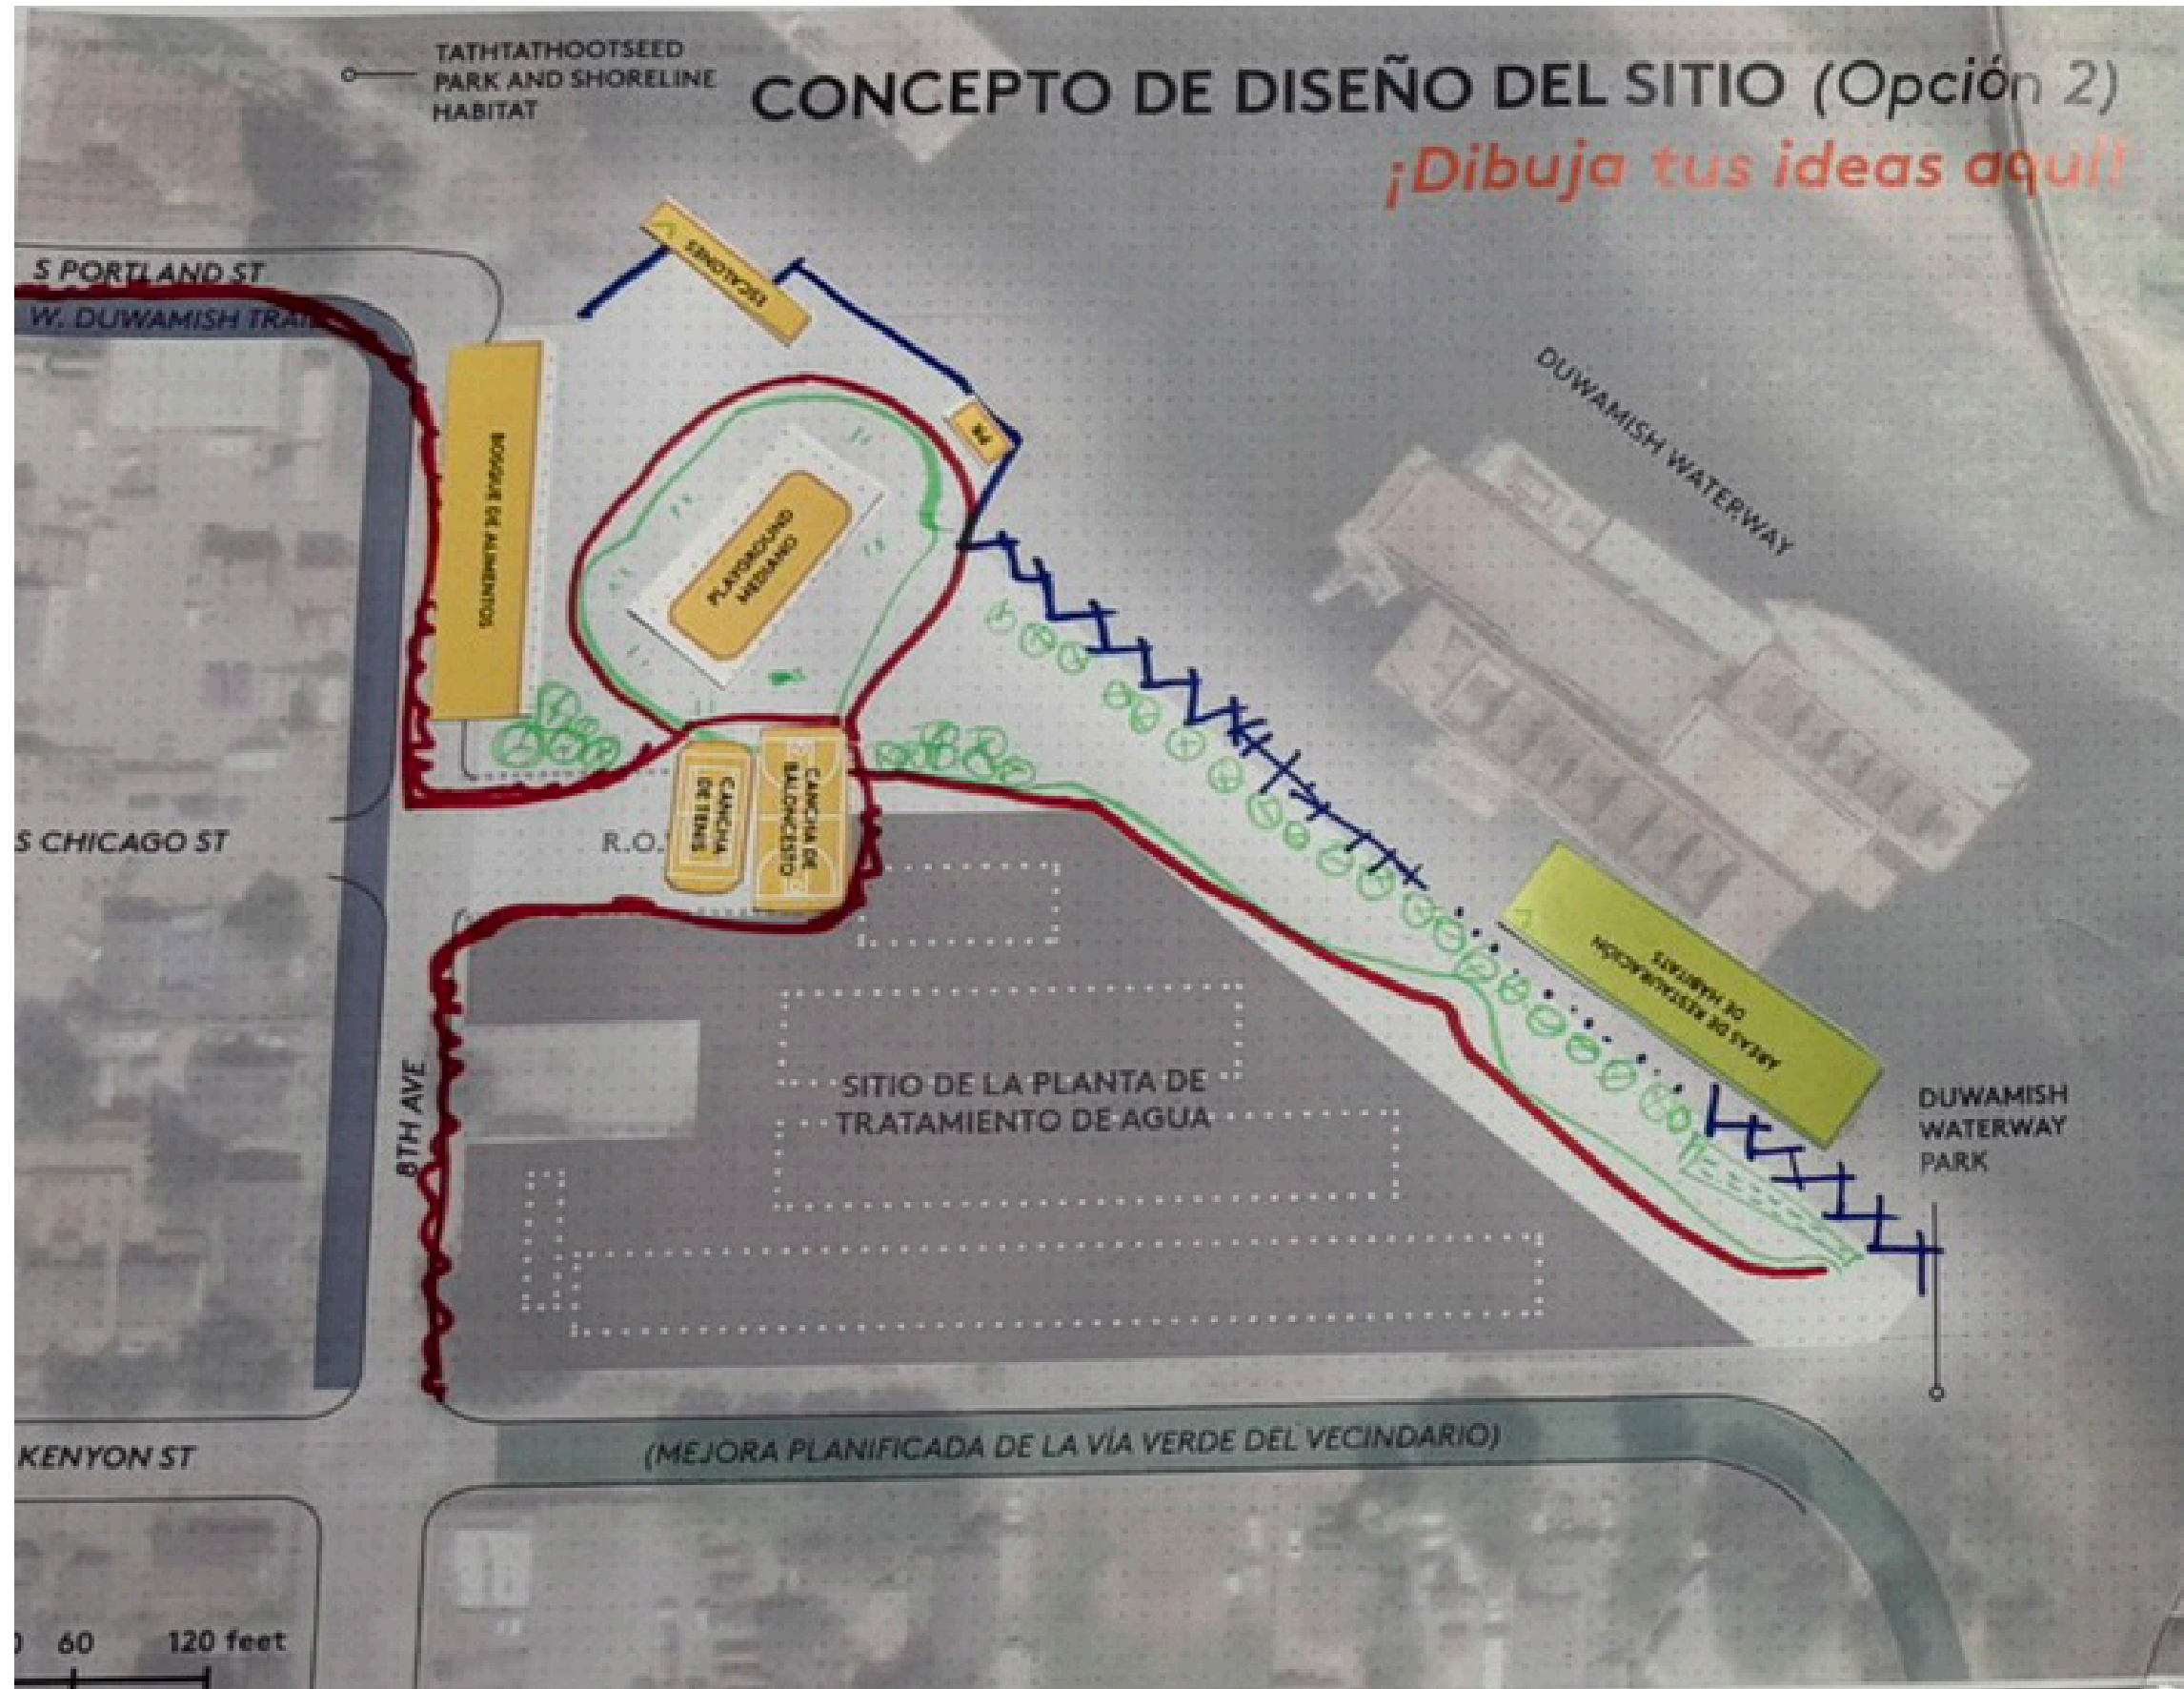 TATHTATHOOTSEED
PARK AND SHORELINE
HABITAT
CONCEPTO DE DISEÑO DEL SITIO (Opción 2)
¡Dibuja tus ideas aquí!
S PORTLAND ST
W. DUWAMISH TRAIL
ESCALONES
PR
DUWAMISH WATERWAY
BOSQUE DE ALIMENTOS
PLAYGROUND
MEDIANO
S CHICAGO ST
R.O.
CANCHA
DE TENIS
CANCHA DE
BALONCESTO
ÁREAS DE RESTAURACIÓN
DE HÁBITATS
8TH AVE
SITIO DE LA PLANTA DE
TRATAMIENTO DE AGUA
DUWAMISH
WATERWAY
PARK
KENYON ST
(MEJORA PLANIFICADA DE LA VÍA VERDE DEL VECINDARIO)
0 60 120 feet